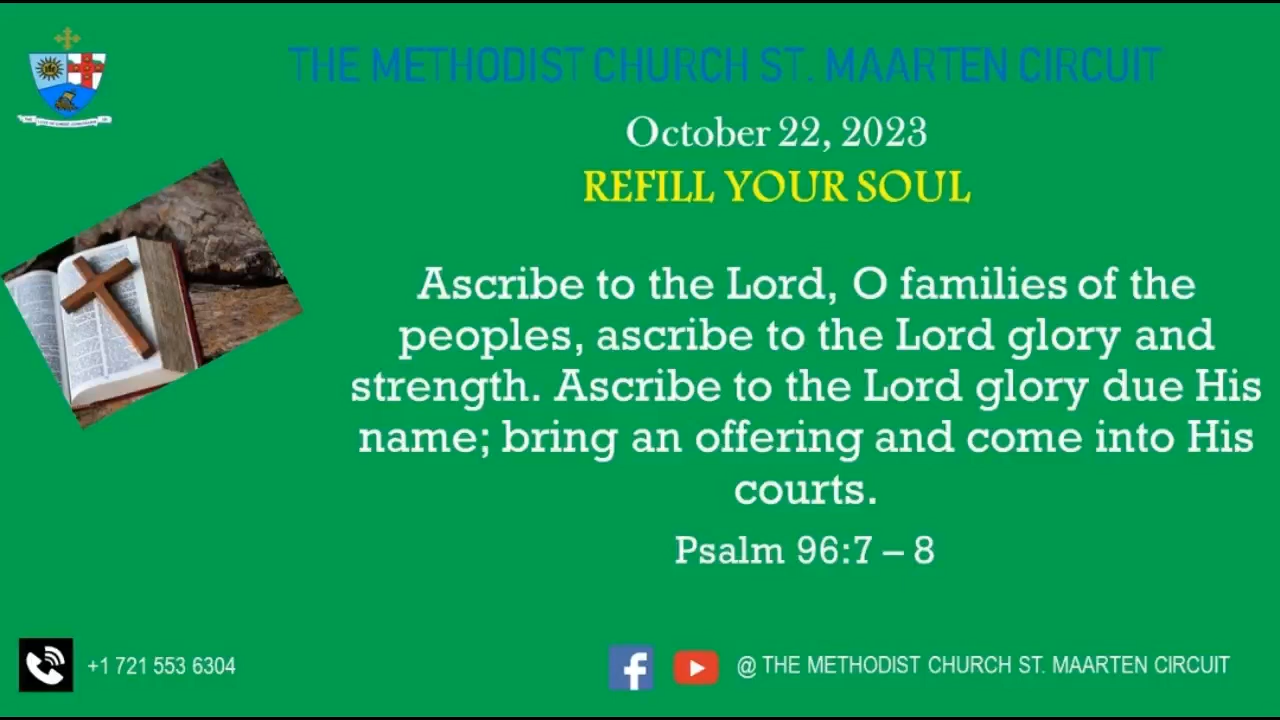 THE METHODIST CHURCH ST. MAARTEN CIRCUIT
October 22, 2023
REFILL YOUR SOUL
Ascribe to the Lord, O families of the
peoples, ascribe to the Lord glory and
strength. Ascribe to the Lord glory due His
name; bring an offering and come into His
courts.
Psalm 96:7 – 8
+1 721 553 6304
@ THE METHODIST CHURCH ST. MAARTEN CIRCUIT